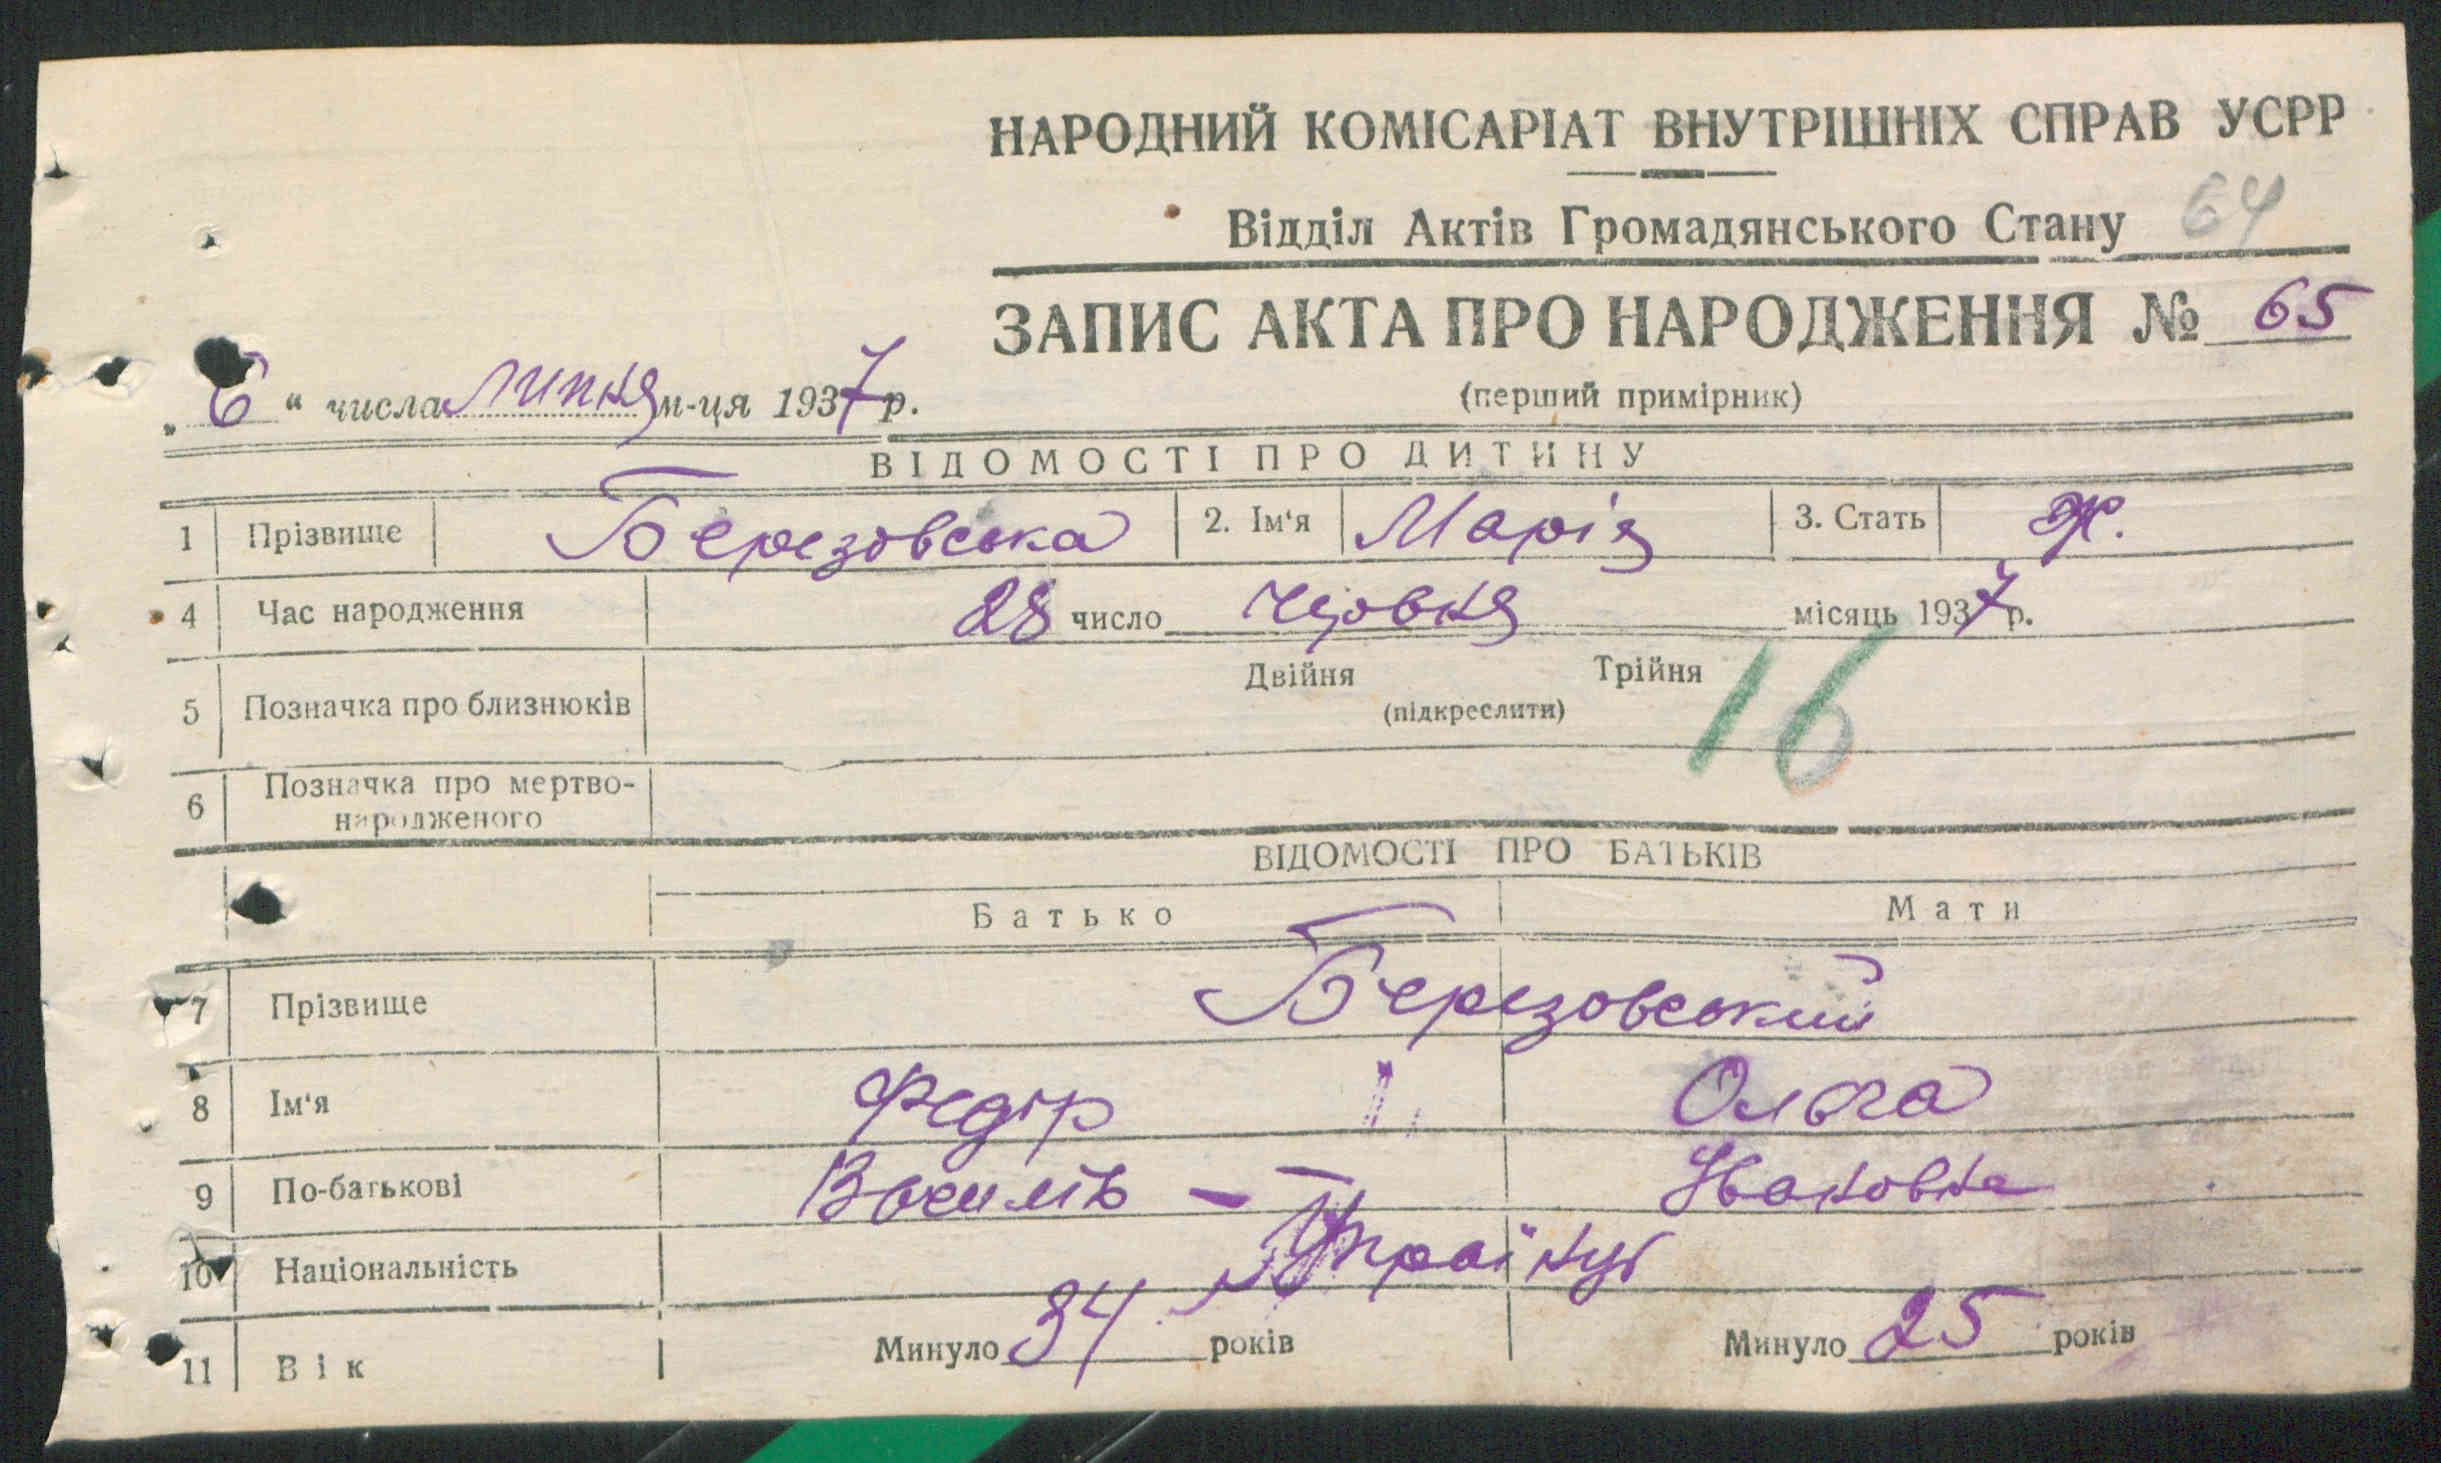 НАРОДНИЙ КОМІСАРІАТ ВНУТРІШНІХ СПРАВ УСРР
Відділ Актів Громадянського Стану 64
ЗАПИС АКТА ПРО НАРОДЖЕННЯ № 65
„6“ числа липня м-ця 1937 р.
(перший примірник)
ВІДОМОСТІ ПРО ДИТИНУ
1 Прізвище Березовська 2. Ім'я Марія 3. Стать Ж.
4 Час народження 28 число червня місяць 1937 р.
5 Позначка про близнюків Двійня Трійня
(підкреслити)
16
6 Позначка про мертво-
народженого
ВІДОМОСТІ ПРО БАТЬКІВ
Батько Мати
7 Прізвище Березовський
8 Ім'я Федір Ольга
9 По-батькові Василів Івановна
10 Національність Українці
11 Вік Минуло 34 років Минуло 25 років